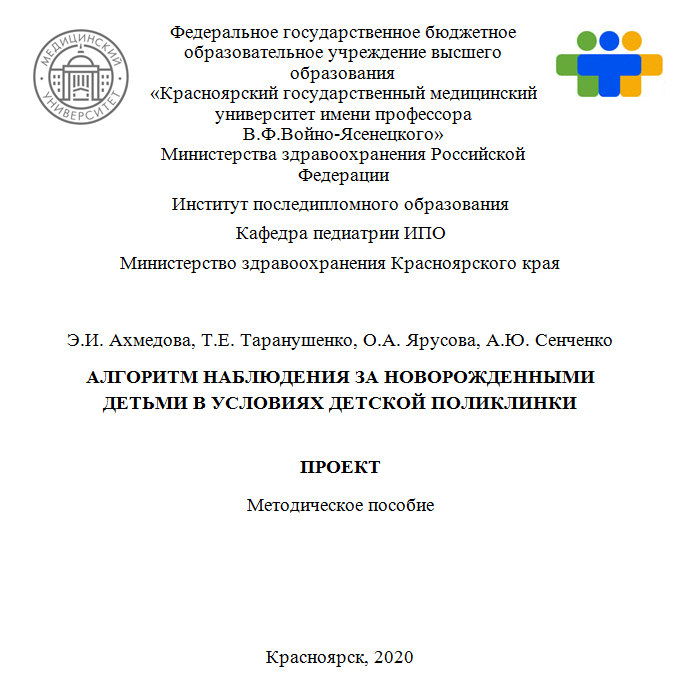 МЕДИЦИНСКИЙ
УНИВЕРСИТЕТ
Федеральное государственное бюджетное
образовательное учреждение высшего
образования
«Красноярский государственный медицинский
университет имени профессора
В.Ф.Войно-Ясенецкого»
Министерства здравоохранения Российской
Федерации
Институт последипломного образования
Кафедра педиатрии ИПО
Министерство здравоохранения Красноярского края
Э.И. Ахмедова, Т.Е. Таранушенко, О.А. Ярусова, А.Ю. Сенченко
АЛГОРИТМ НАБЛЮДЕНИЯ ЗА НОВОРОЖДЕННЫМИ
ДЕТЬМИ В УСЛОВИЯХ ДЕТСКОЙ ПОЛИКЛИНКИ
ПРОЕКТ
Методическое пособие
Красноярск, 2020